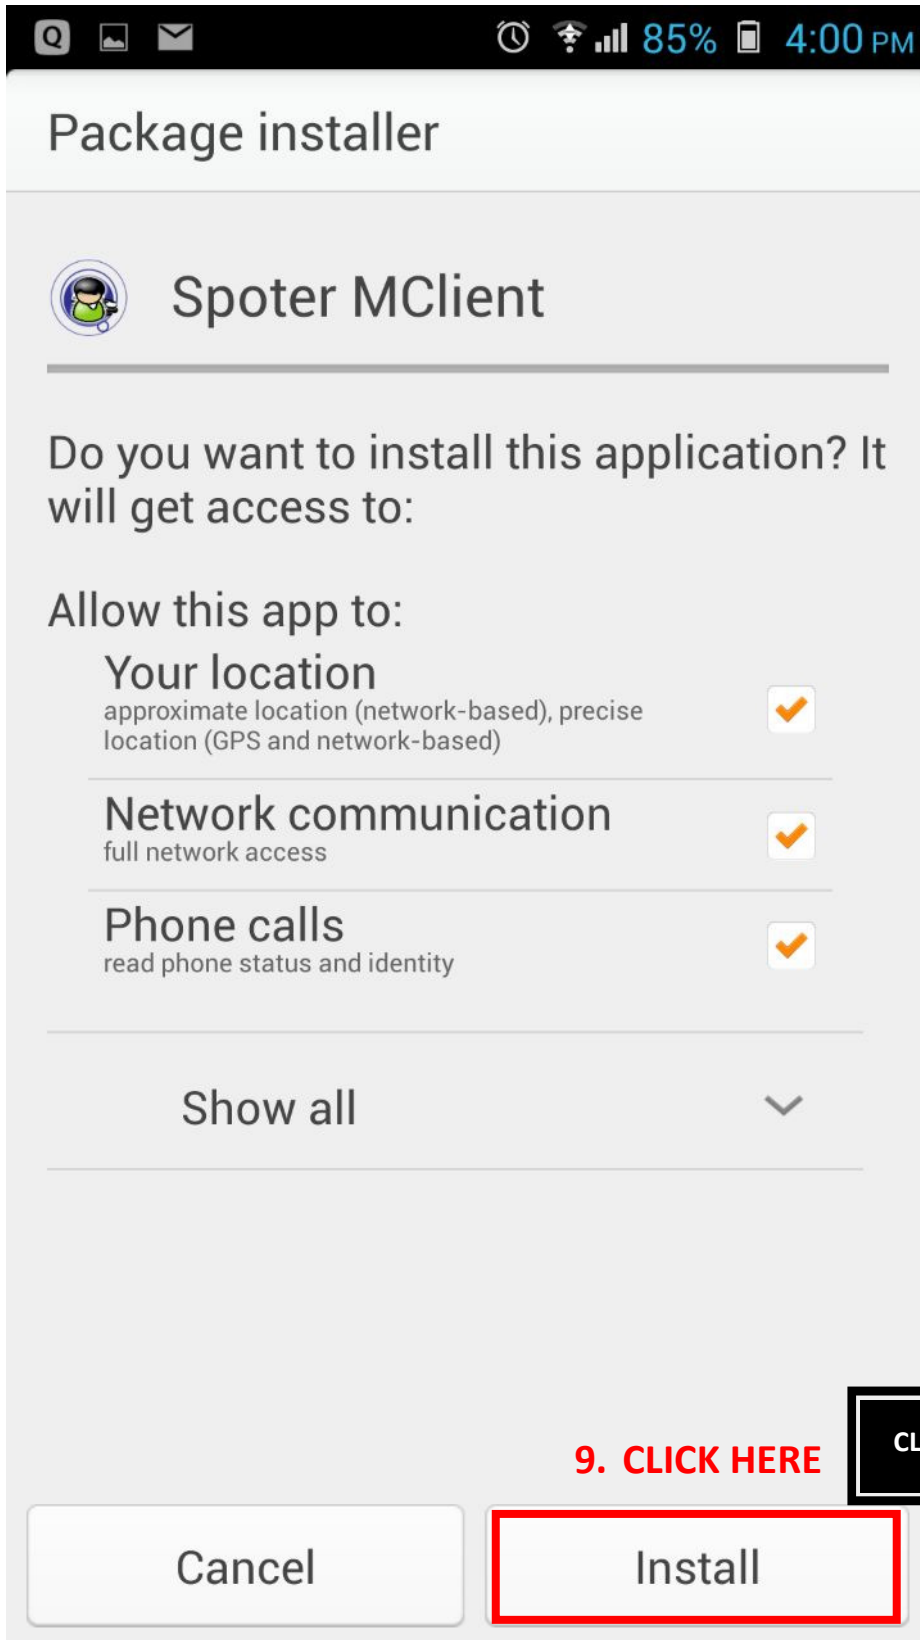 Q 85% 4:00 PM
Package installer
Spoter MClient
Do you want to install this application? It
will get access to:
Allow this app to:
Your location
approximate location (network-based), precise
location (GPS and network-based)
Network communication
full network access
Phone calls
read phone status and identity
Show all
9. CLICK HERE
CL
Cancel
Install